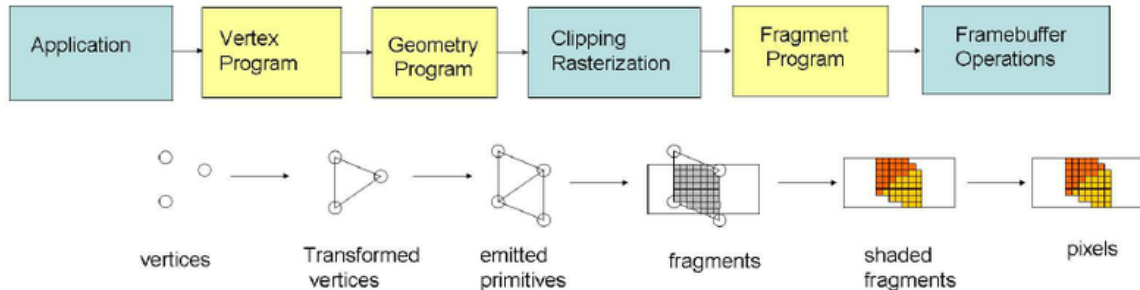 Application
Vertex
Program
Geometry
Program
Clipping
Rasterization
Fragment
Program
Framebuffer
Operations
vertices
Transformed
vertices
emitted
primitives
fragments
shaded
fragments
pixels